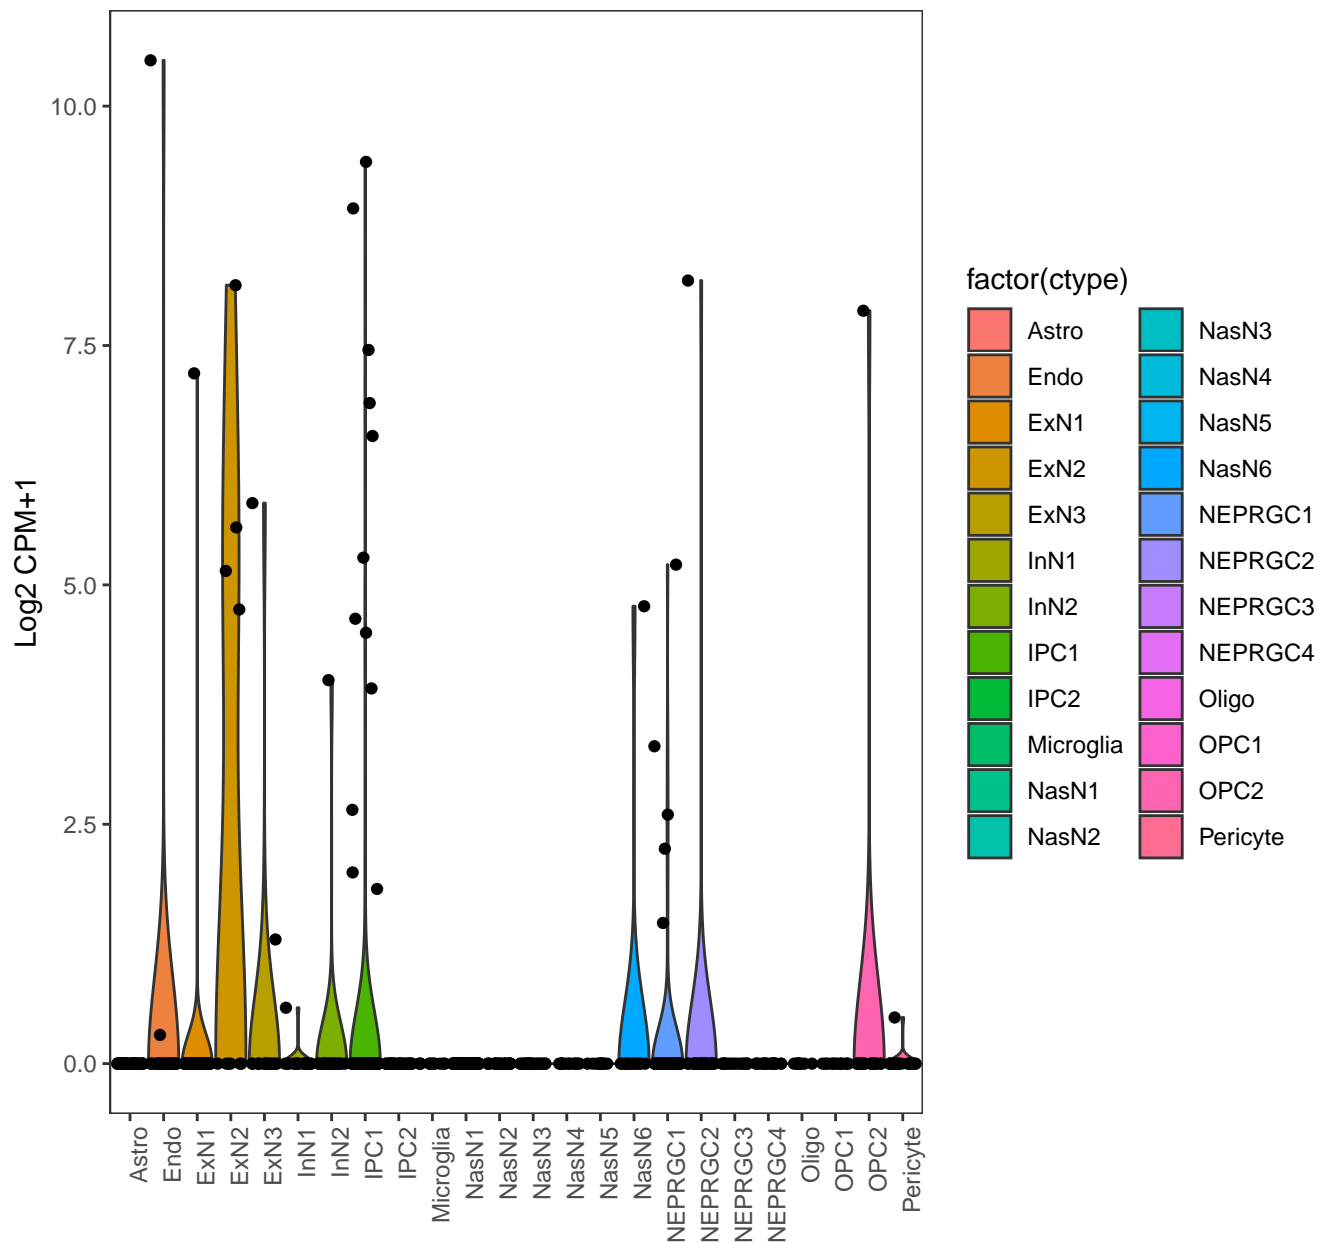 10.0
7.5
5.0
2.5
0.0
Log2 CPM+1
Astro
Endo
ExN1
ExN2
ExN3
InN1
InN2
IPC1
IPC2
Microglia
NasN1
NasN2
NasN3
NasN4
NasN5
NasN6
NEPRGC1
NEPRGC2
NEPRGC3
NEPRGC4
Oligo
OPC1
OPC2
Pericyte
factor(ctype)
Astro
Endo
ExN1
ExN2
ExN3
InN1
InN2
IPC1
IPC2
Microglia
NasN1
NasN2
NasN3
NasN4
NasN5
NasN6
NEPRGC1
NEPRGC2
NEPRGC3
NEPRGC4
Oligo
OPC1
OPC2
Pericyte